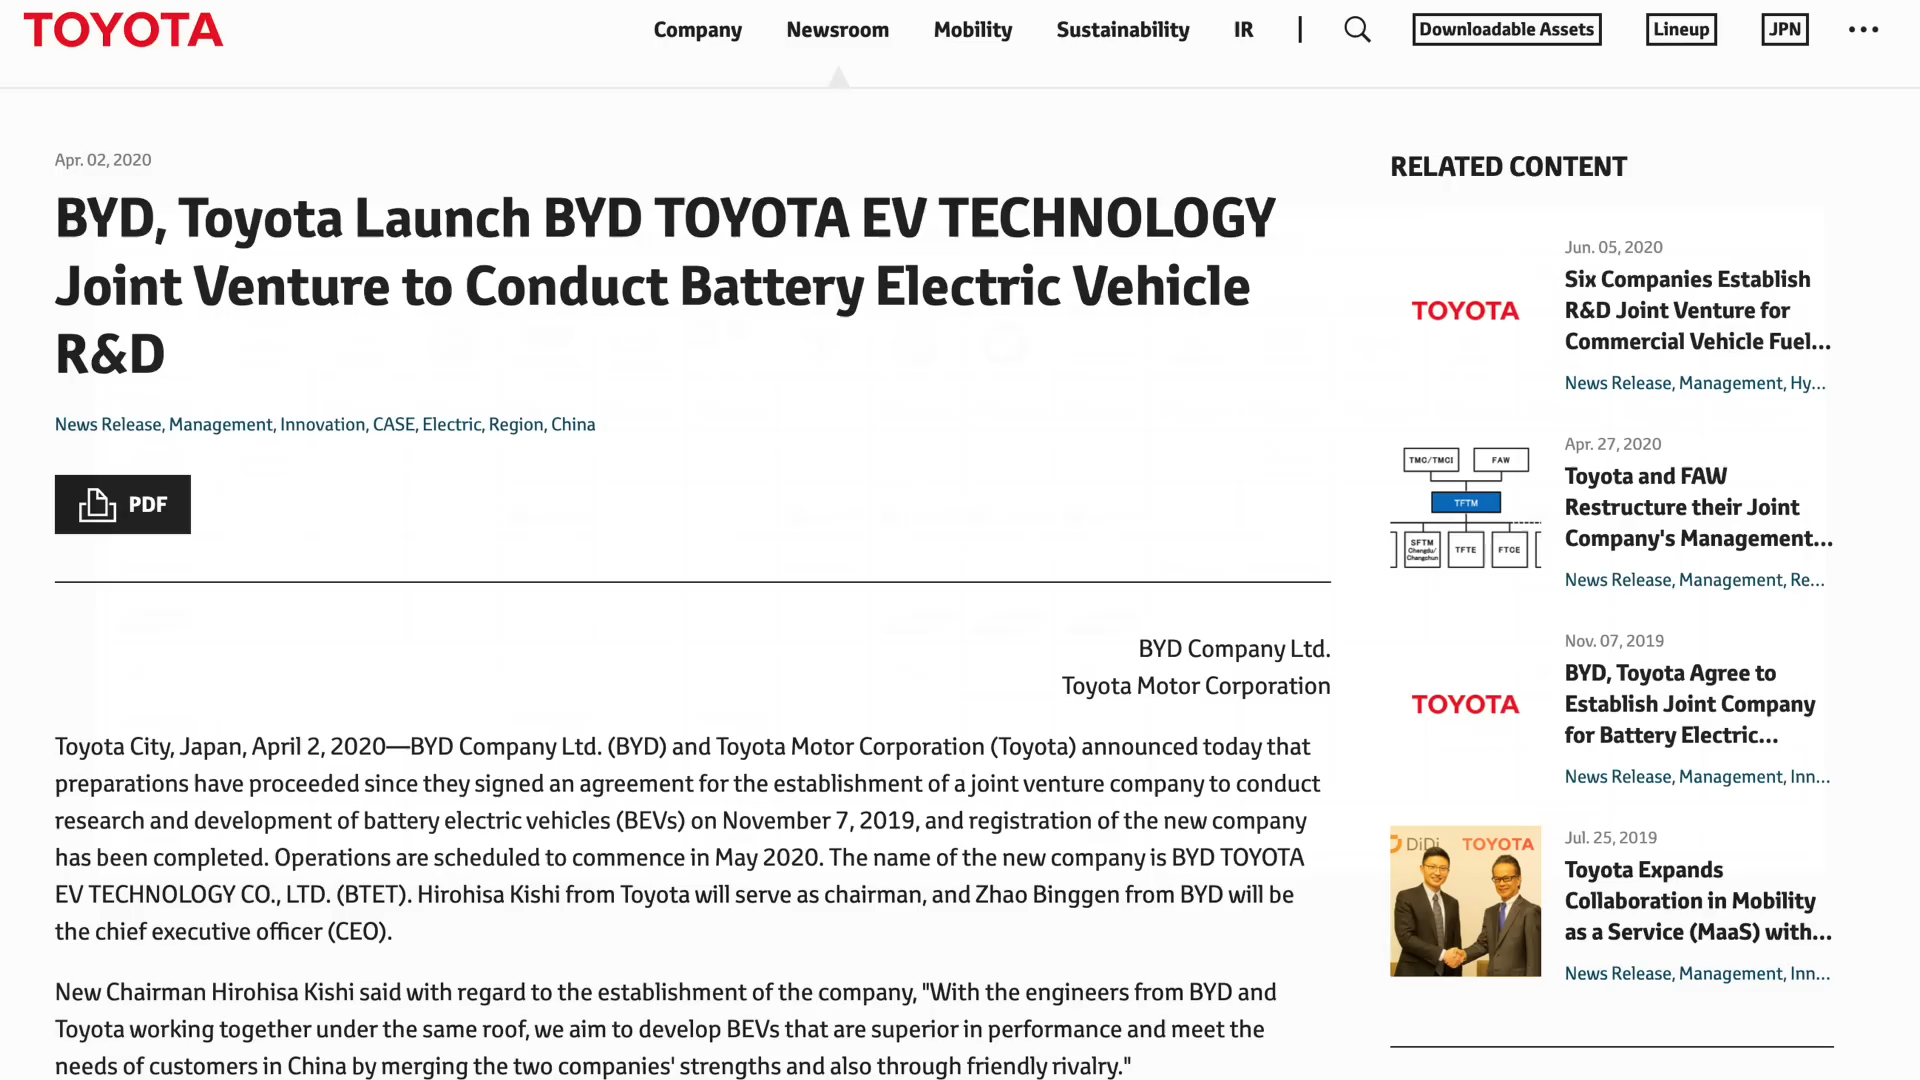 TOYOTA
Company
Newsroom
Mobility
Sustainability
IR
Downloadable Assets
Lineup
JPN
Apr. 02, 2020
BYD, Toyota Launch BYD TOYOTA EV TECHNOLOGY
Joint Venture to Conduct Battery Electric Vehicle
R&D
News Release, Management, Innovation, CASE, Electric, Region, China
PDF
BYD Company Ltd.
Toyota Motor Corporation
Toyota City, Japan, April 2, 2020—BYD Company Ltd. (BYD) and Toyota Motor Corporation (Toyota) announced today that
preparations have proceeded since they signed an agreement for the establishment of a joint venture company to conduct
research and development of battery electric vehicles (BEVs) on November 7, 2019, and registration of the new company
has been completed. Operations are scheduled to commence in May 2020. The name of the new company is BYD TOYOTA
EV TECHNOLOGY CO., LTD. (BTET). Hirohisa Kishi from Toyota will serve as chairman, and Zhao Binggen from BYD will be
the chief executive officer (CEO).
New Chairman Hirohisa Kishi said with regard to the establishment of the company, "With the engineers from BYD and
Toyota working together under the same roof, we aim to develop BEVs that are superior in performance and meet the
needs of customers in China by merging the two companies' strengths and also through friendly rivalry."
RELATED CONTENT
TOYOTA
Jun. 05, 2020
Six Companies Establish
R&D Joint Venture for
Commercial Vehicle Fuel...
News Release, Management, Hy...
TMC/TMCI
FAW
TFTM
SFTM
Chengdu/
Changchun
TFTE
FTCE
Apr. 27, 2020
Toyota and FAW
Restructure their Joint
Company's Management...
News Release, Management, Re...
TOYOTA
Nov. 07, 2019
BYD, Toyota Agree to
Establish Joint Company
for Battery Electric...
News Release, Management, Inn...
DiDi
TOYOTA
Jul. 25, 2019
Toyota Expands
Collaboration in Mobility
as a Service (MaaS) with...
News Release, Management, Inn...